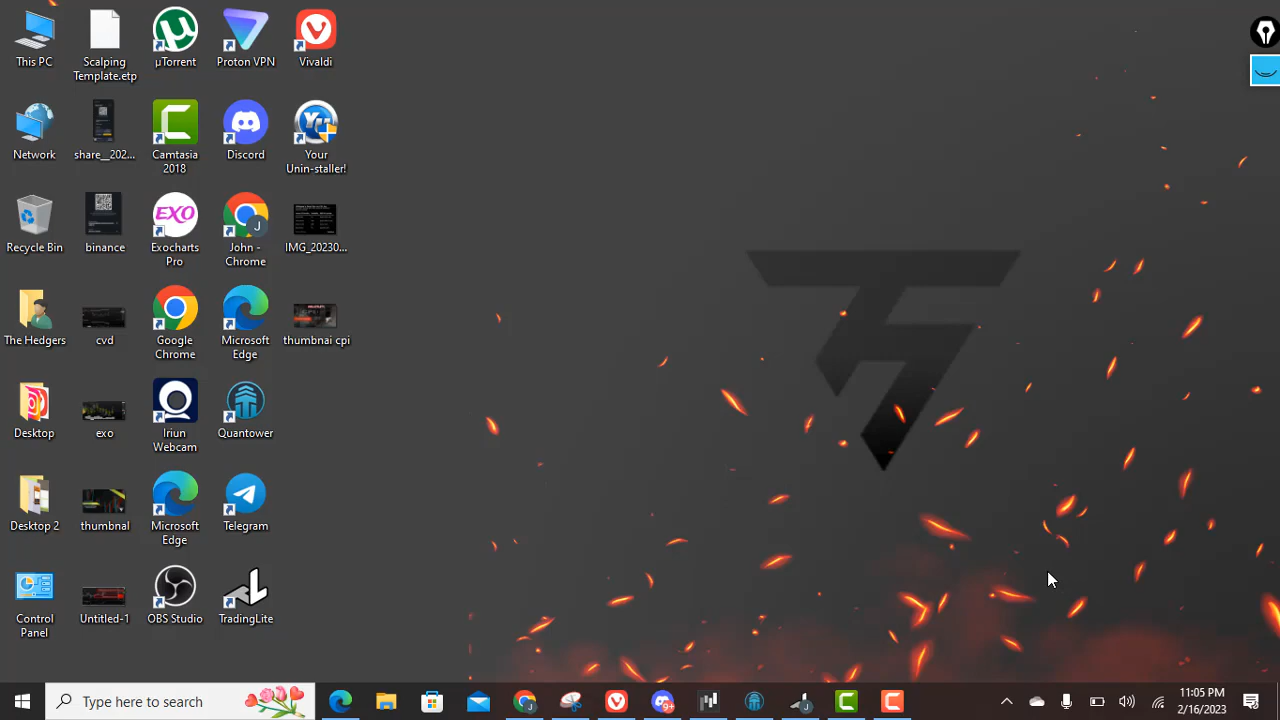 This PC
Scalping
Template.etp
µTorrent
Proton VPN
Vivaldi
Network
share__202...
Camtasia
2018
Discord
Your
Unin-staller!
Recycle Bin
binance
EXO
Exocharts
Pro
J
John -
Chrome
IMG_20230...
The Hedgers
cvd
Google
Chrome
Microsoft
Edge
thumbnai cpi
Desktop
exo
Iriun
Webcam
Quantower
Desktop 2
thumbnal
Microsoft
Edge
Telegram
Control
Panel
Untitled-1
OBS Studio
TradingLite
Type here to search
9+
11:05 PM
2/16/2023